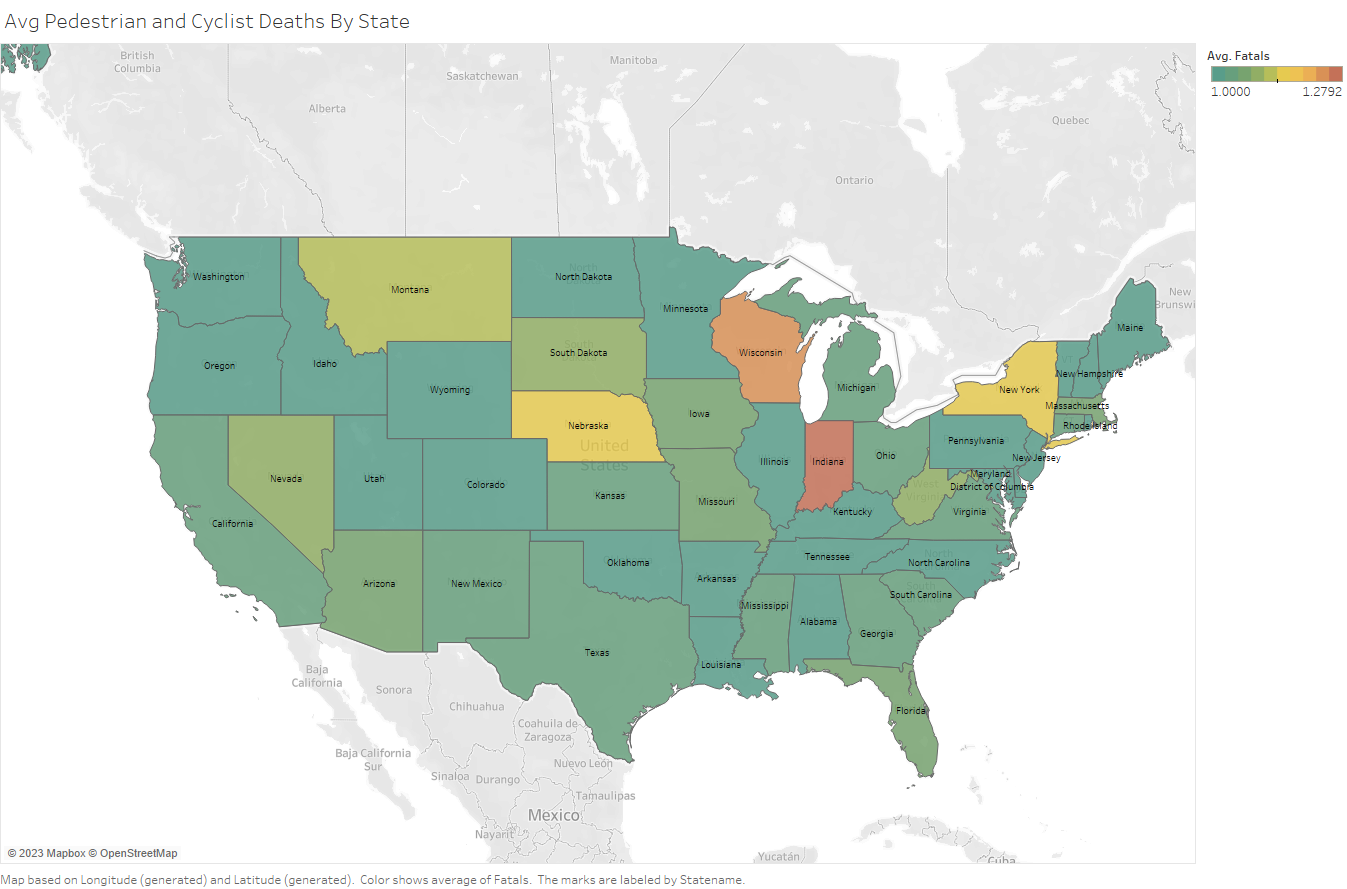 Avg Pedestrian and Cyclist Deaths By State
Avg. Fatals
1.0000
1.2792
British
Columbia
Alberta
Saskatchewan
Manitoba
Ontario
Quebec
New
Brunswi
Washington
Montana
North Dakota
Minnesota
Maine
Oregon
Idaho
South Dakota
Wisconsin
Wyoming
Michigan
New York
New Hampshire
Massachusetts
Rhode Island
Iowa
Nebraska
United
States
Pennsylvania
New Jersey
Nevada
Utah
Colorado
Kansas
Missouri
Illinois
Indiana
Ohio
Maryland
District of Columbia
West
Virginia
Virginia
Kentucky
California
Arizona
New Mexico
Oklahoma
Arkansas
Tennessee
North
North Carolina
South
South Carolina
Mississippi
Alabama
Georgia
Texas
Louisiana
Florida
Baja
California
Sonora
Chihuahua
Coahuila de
Zaragoza
Baja California
Sur
Sinaloa
Durango
Nuevo León
Tamaulipas
Mexico
Nayarit
Yucatán
Cuba
© 2023 Mapbox © OpenStreetMap
Map based on Longitude (generated) and Latitude (generated).  Color shows average of Fatals.  The marks are labeled by Statename.